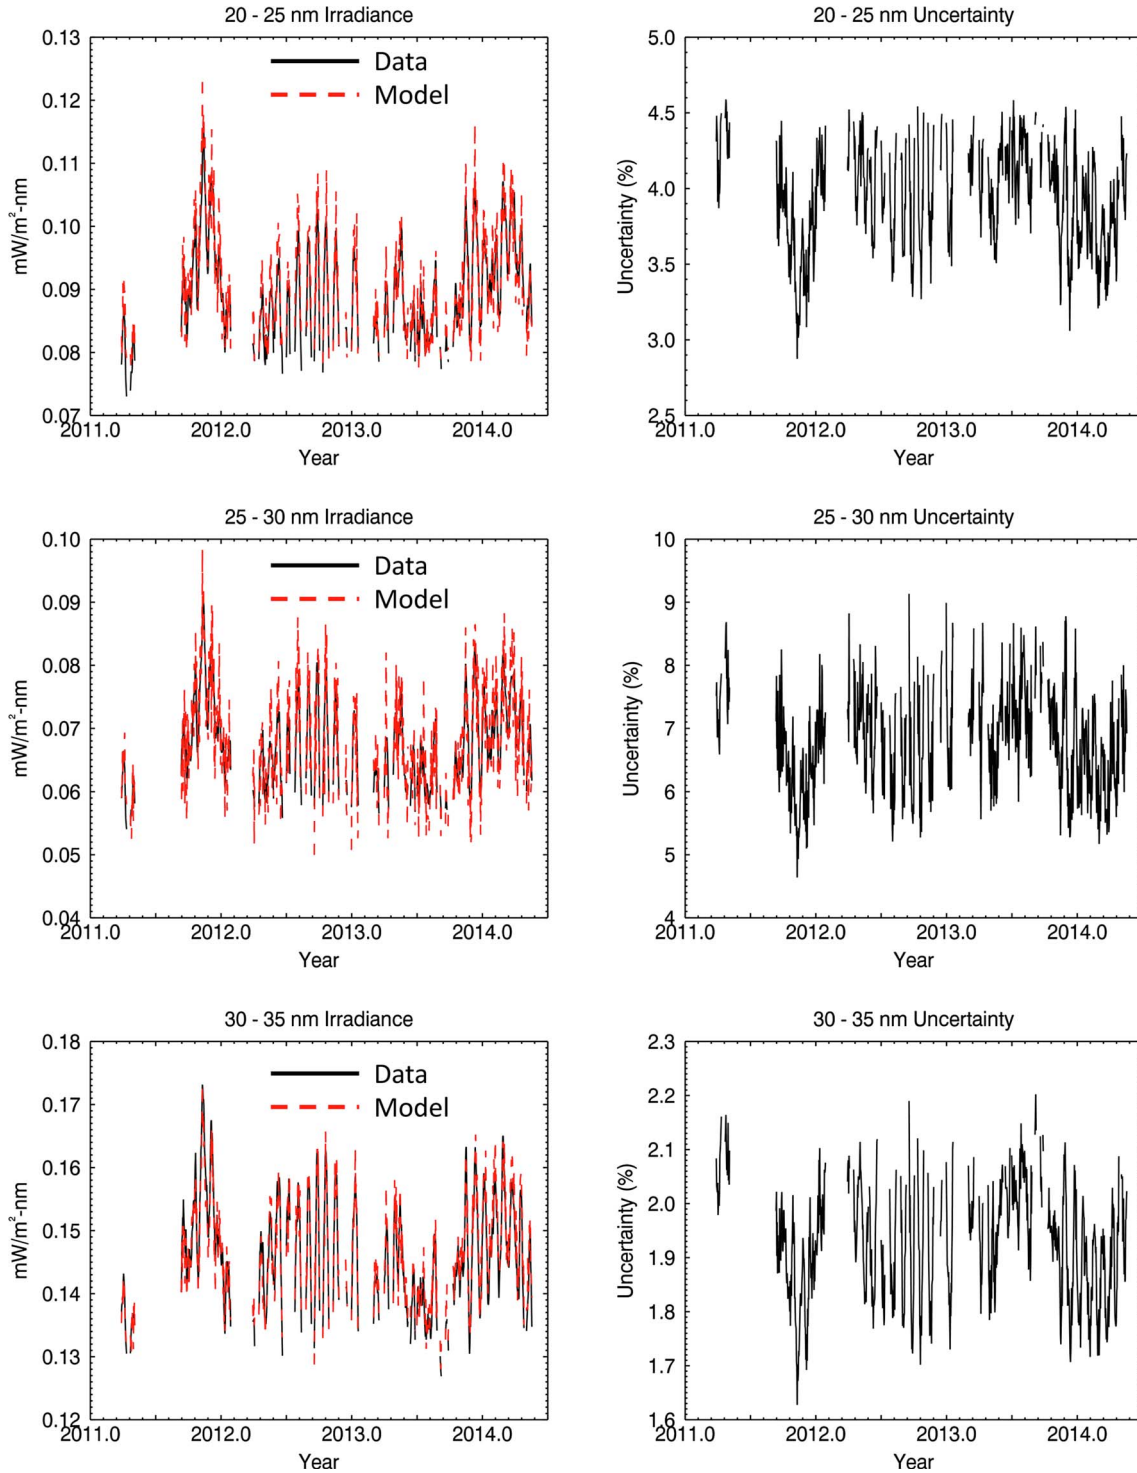 20 - 25 nm Irradiance
0.13
0.12
0.11
0.10
0.09
0.08
0.07
mW/m²-nm
Data
Model
2011.0 2012.0 2013.0 2014.0
Year
20 - 25 nm Uncertainty
5.0
4.5
4.0
3.5
3.0
2.5
Uncertainty (%)
2011.0 2012.0 2013.0 2014.0
Year
25 - 30 nm Irradiance
0.10
0.09
0.08
0.07
0.06
0.05
0.04
mW/m²-nm
Data
Model
2011.0 2012.0 2013.0 2014.0
Year
25 - 30 nm Uncertainty
10
9
8
7
6
5
4
Uncertainty (%)
2011.0 2012.0 2013.0 2014.0
Year
30 - 35 nm Irradiance
0.18
0.17
0.16
0.15
0.14
0.13
0.12
mW/m²-nm
Data
Model
2011.0 2012.0 2013.0 2014.0
Year
30 - 35 nm Uncertainty
2.3
2.2
2.1
2.0
1.9
1.8
1.7
1.6
Uncertainty (%)
2011.0 2012.0 2013.0 2014.0
Year